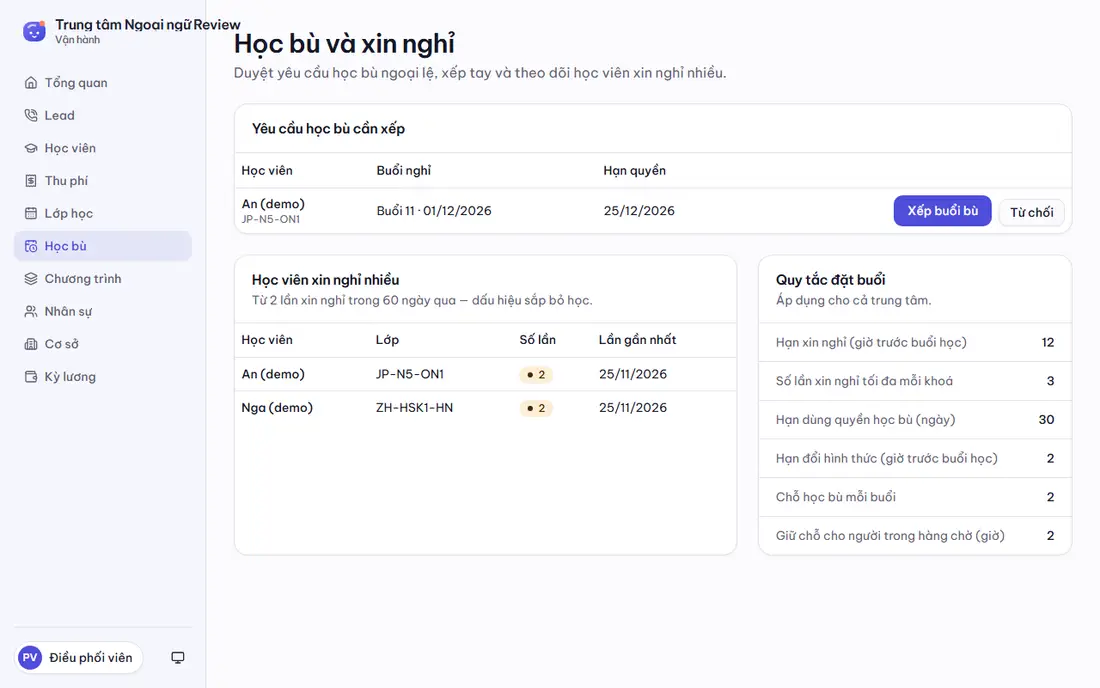 Trung tâm Ngoại ngữ Review
Vận hành
Tổng quan
Lead
Học viên
Thu phí
Lớp học
Học bù
Chương trình
Nhân sự
Cơ sở
Kỳ lương
PV Điều phối viên
Học bù và xin nghỉ
Duyệt yêu cầu học bù ngoại lệ, xếp tay và theo dõi học viên xin nghỉ nhiều.
Yêu cầu học bù cần xếp
Học viên Buổi nghỉ Hạn quyền
An (demo)
JP-N5-ON1
Buổi 11 · 01/12/2026 25/12/2026 Xếp buổi bù Từ chối
Học viên xin nghỉ nhiều
Từ 2 lần xin nghỉ trong 60 ngày qua — dấu hiệu sắp bỏ học.
Học viên Lớp Số lần Lần gần nhất
An (demo) JP-N5-ON1 2 25/11/2026
Nga (demo) ZH-HSK1-HN 2 25/11/2026
Quy tắc đặt buổi
Áp dụng cho cả trung tâm.
Hạn xin nghỉ (giờ trước buổi học) 12
Số lần xin nghỉ tối đa mỗi khoá 3
Hạn dùng quyền học bù (ngày) 30
Hạn đổi hình thức (giờ trước buổi học) 2
Chỗ học bù mỗi buổi 2
Giữ chỗ cho người trong hàng chờ (giờ) 2